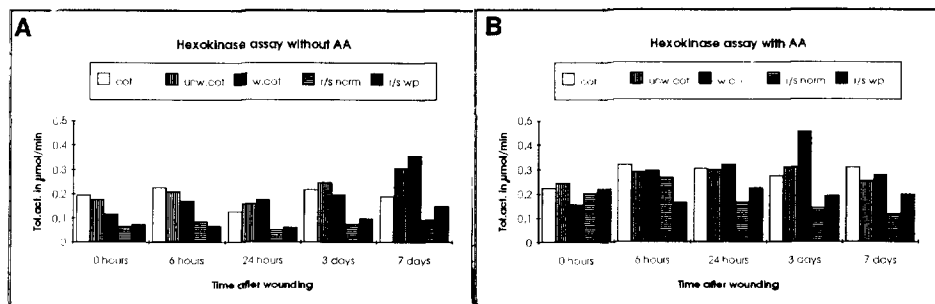 A
Hexokinase assay without AA
cot
unw.cot
w.cot
r/s norm
r/s wp
Tot.act. in µmol/min
0.5
0.4
0.3
0.2
0.1
0
0 hours
6 hours
24 hours
3 days
7 days
Time after wounding
B
Hexokinase assay with AA
cot
unw cot
r/s norm
r/s wp
Tot.act. in µmol/min
0.5
0.4
0.3
0.2
0.1
0
0 hours
6 hours
24 hours
3 days
7 days
Time after wounding